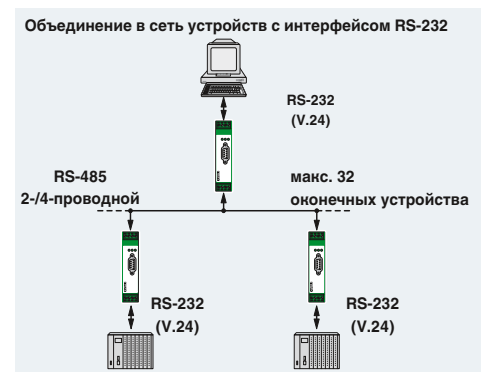 Объединение в сеть устройств с интерфейсом RS-232
RS-232
(V.24)
RS-485
2-/4-проводной
макс. 32
оконечных устройства
RS-232
(V.24)
RS-232
(V.24)